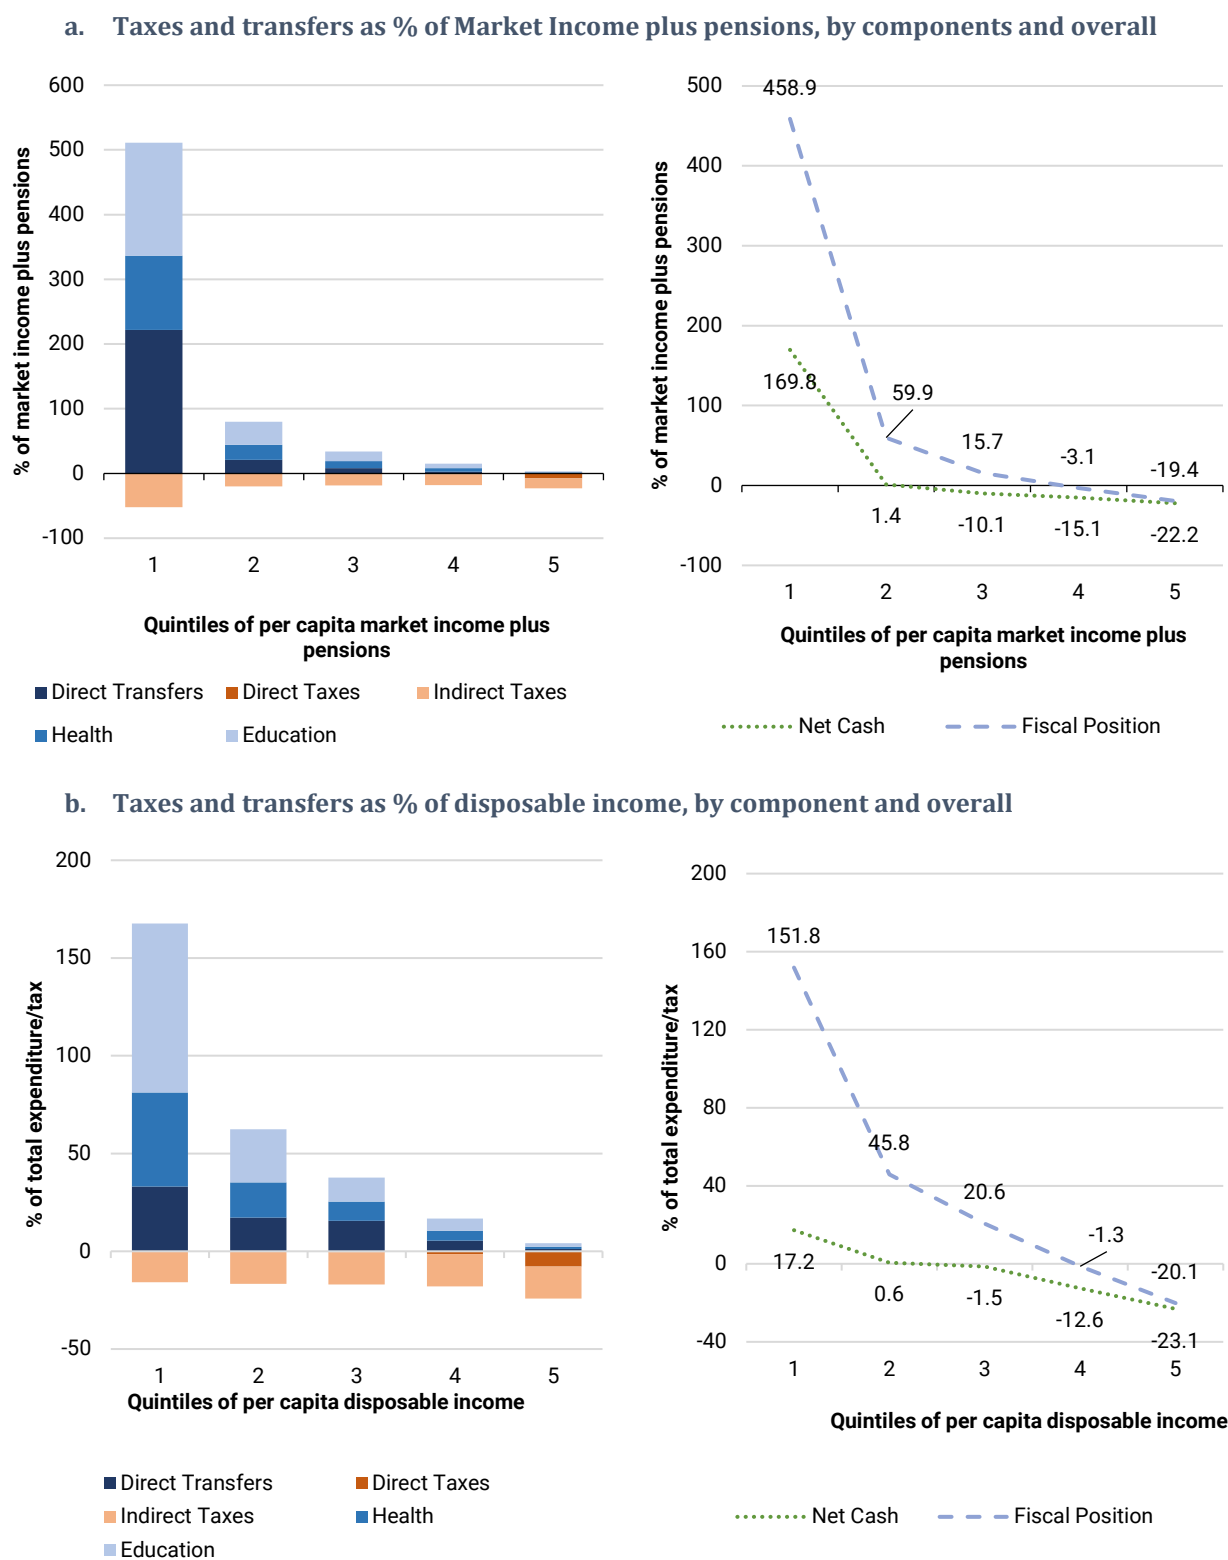 a. Taxes and transfers as % of Market Income plus pensions, by components and overall
% of market income plus pensions
600
500
400
300
200
100
0
-100
1 2 3 4 5
Quintiles of per capita market income plus
pensions
Direct Transfers Direct Taxes Indirect Taxes
Health Education
% of market income plus pensions
500
400
300
200
100
0
-100
458.9
169.8
59.9
1.4
15.7
-10.1
-3.1
-15.1
-19.4
-22.2
1 2 3 4 5
Quintiles of per capita market income plus
pensions
Net Cash Fiscal Position
b. Taxes and transfers as % of disposable income, by component and overall
% of total expenditure/tax
200
150
100
50
0
-50
1 2 3 4 5
Quintiles of per capita disposable income
Direct Transfers Direct Taxes
Indirect Taxes Health
Education
% of total expenditure/tax
200
160
120
80
40
0
-40
151.8
17.2
45.8
0.6
20.6
-1.5
-1.3
-12.6
-20.1
-23.1
1 2 3 4 5
Quintiles of per capita disposable income
Net Cash Fiscal Position